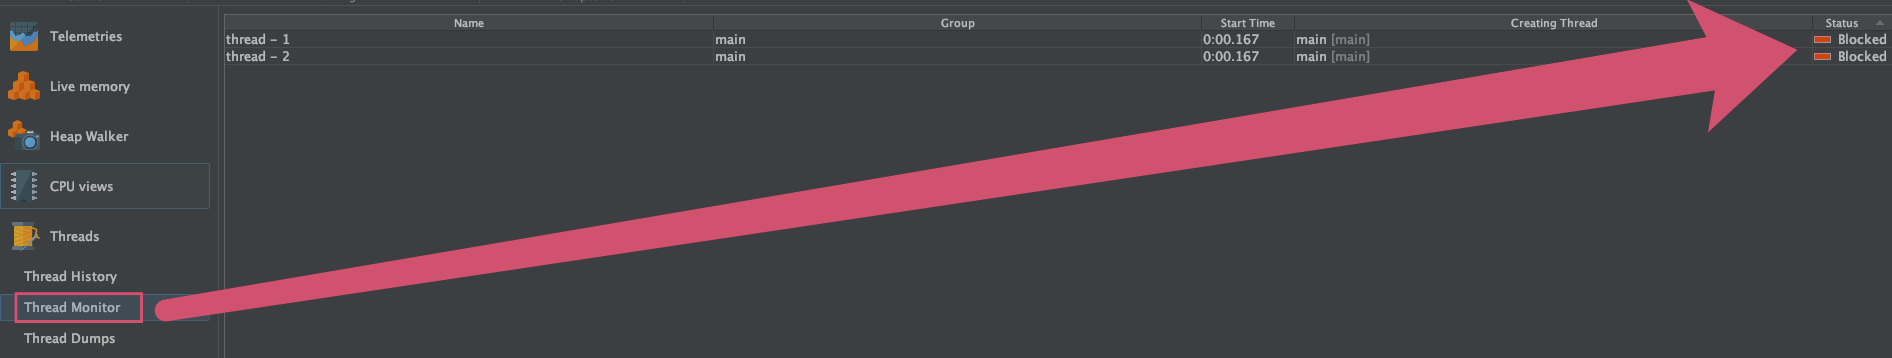 Name Group Start Time Creating Thread Status
thread - 1 main 0:00.167 main [main] Blocked
thread - 2 main 0:00.167 main [main] Blocked
Telemetries
Live memory
Heap Walker
CPU views
Threads
Thread History
Thread Monitor
Thread Dumps